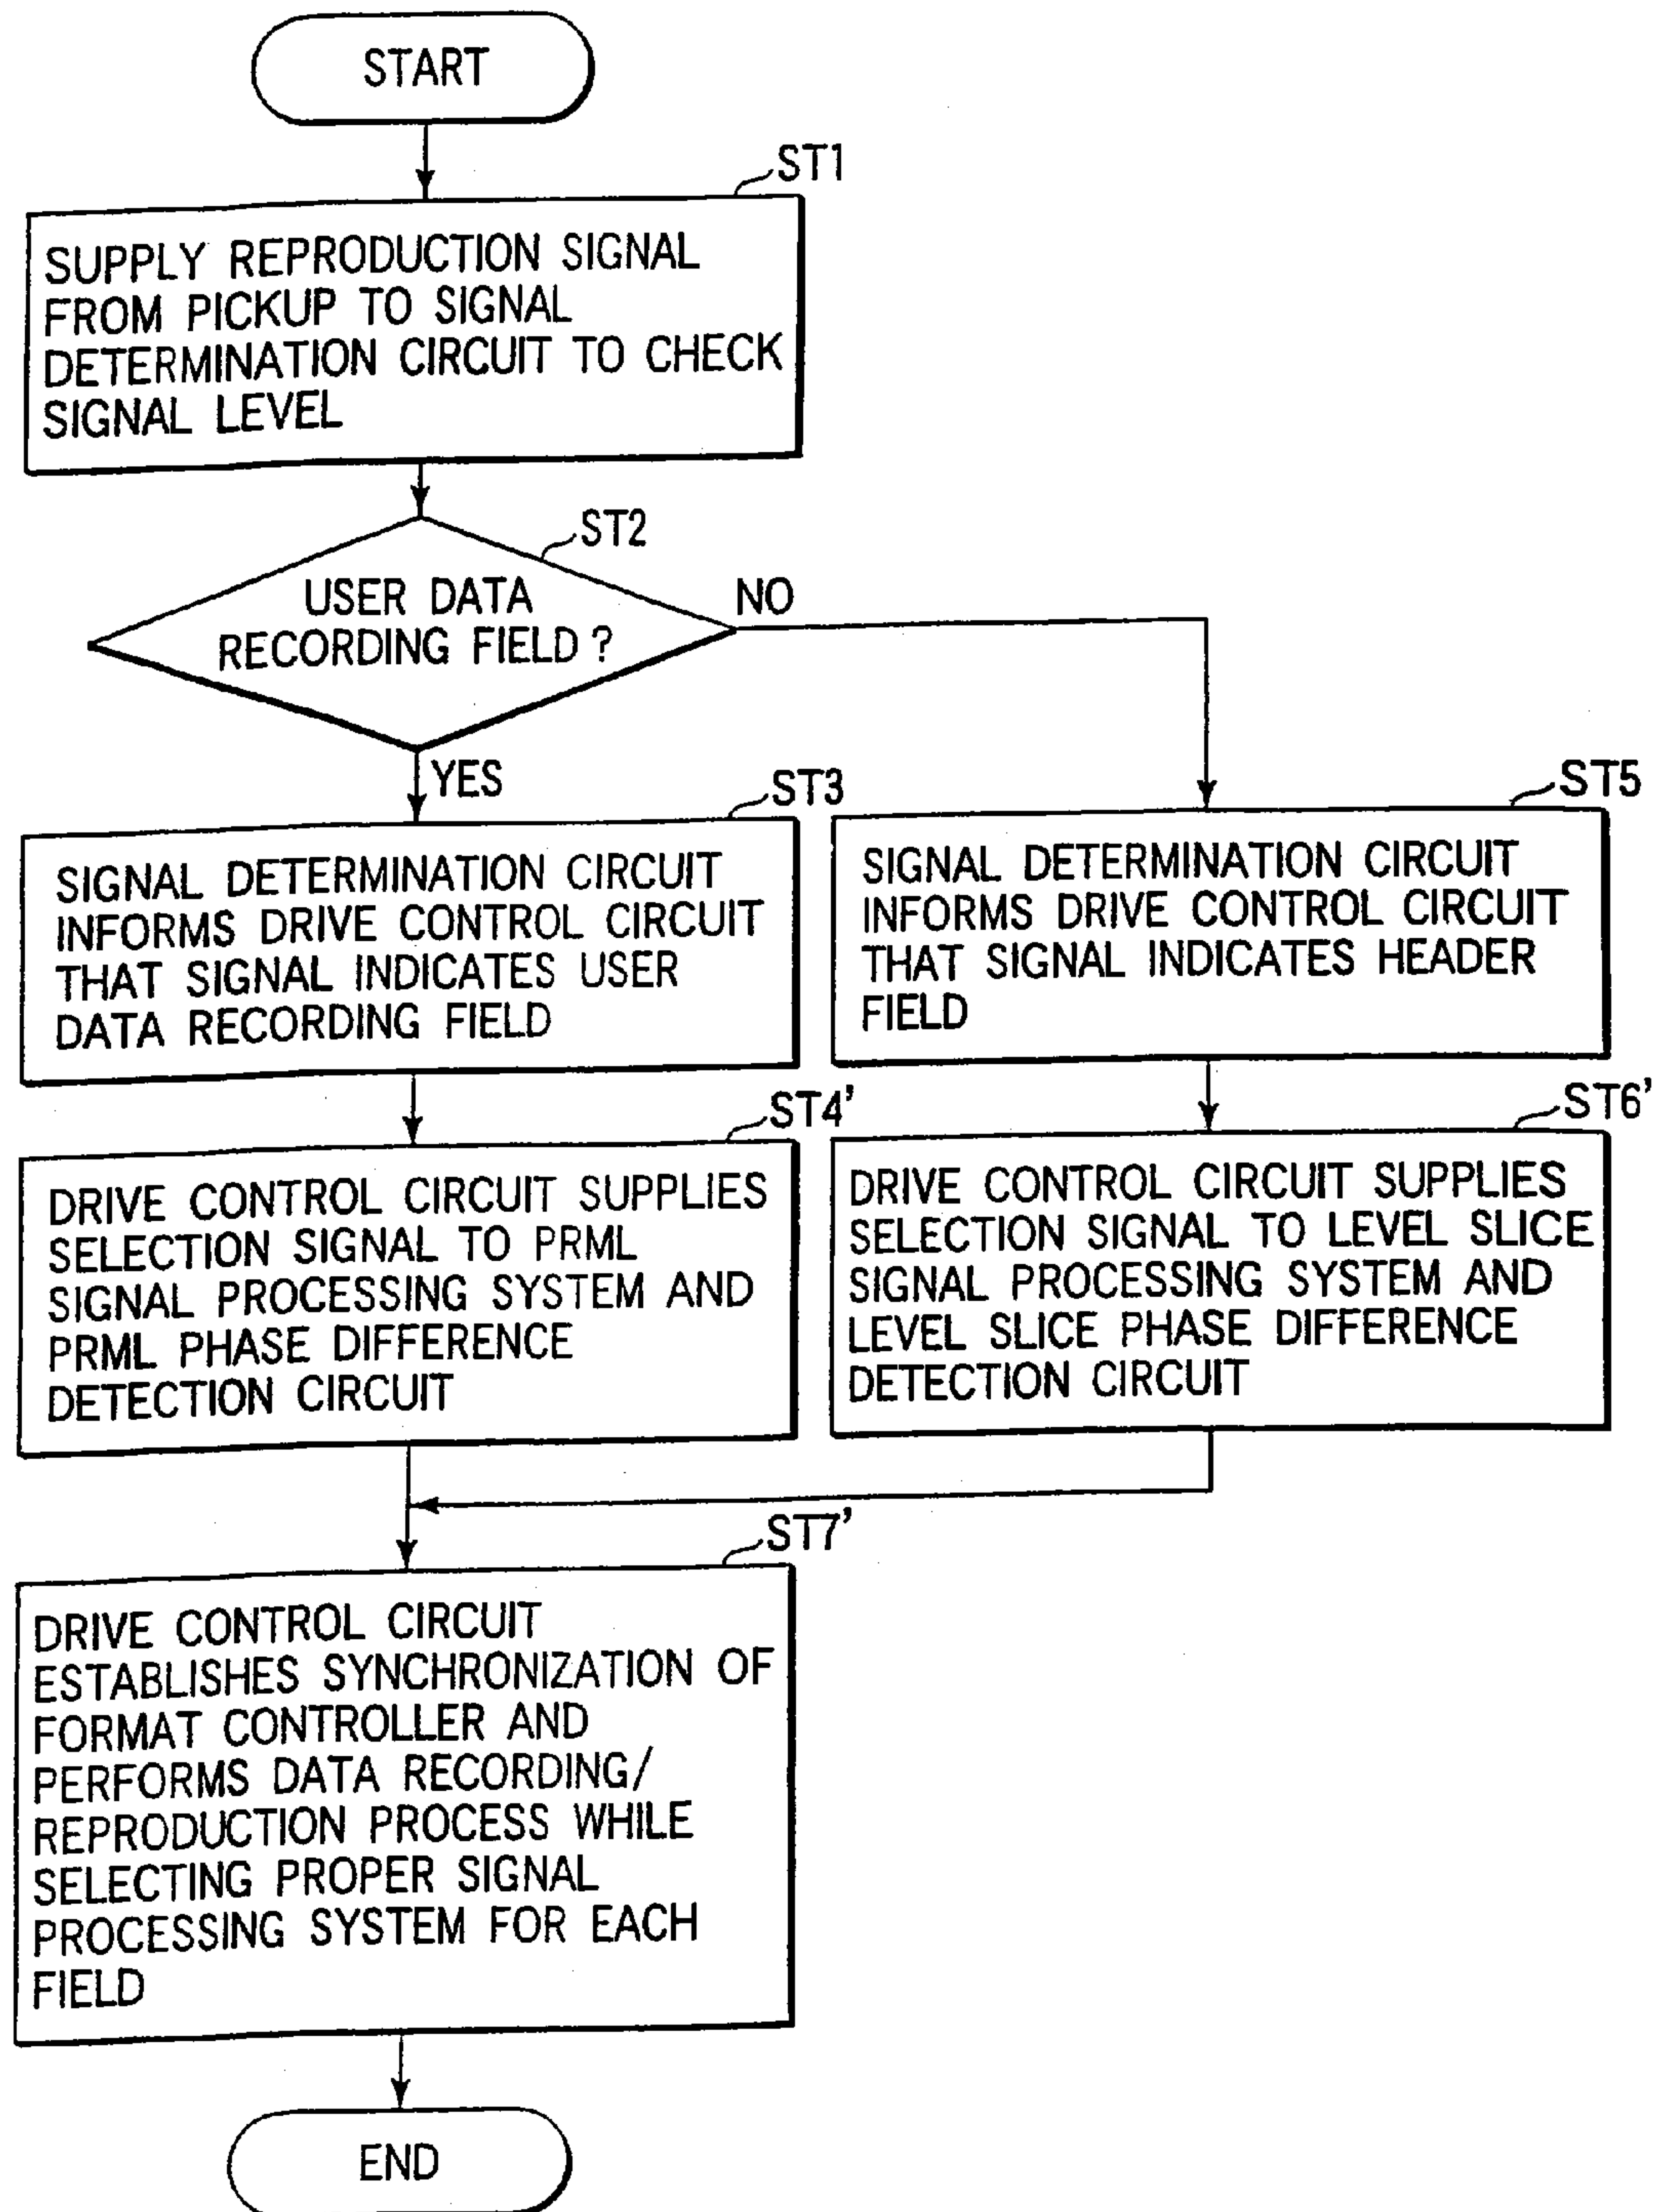 START
ST1
SUPPLY REPRODUCTION SIGNAL
FROM PICKUP TO SIGNAL
DETERMINATION CIRCUIT TO CHECK
SIGNAL LEVEL
ST2
USER DATA
RECORDING FIELD ?
NO
YES
ST3
SIGNAL DETERMINATION CIRCUIT
INFORMS DRIVE CONTROL CIRCUIT
THAT SIGNAL INDICATES USER
DATA RECORDING FIELD
ST5
SIGNAL DETERMINATION CIRCUIT
INFORMS DRIVE CONTROL CIRCUIT
THAT SIGNAL INDICATES HEADER
FIELD
ST4'
DRIVE CONTROL CIRCUIT SUPPLIES
SELECTION SIGNAL TO PRML
SIGNAL PROCESSING SYSTEM AND
PRML PHASE DIFFERENCE
DETECTION CIRCUIT
ST6'
DRIVE CONTROL CIRCUIT SUPPLIES
SELECTION SIGNAL TO LEVEL SLICE
SIGNAL PROCESSING SYSTEM AND
LEVEL SLICE PHASE DIFFERENCE
DETECTION CIRCUIT
ST7'
DRIVE CONTROL CIRCUIT
ESTABLISHES SYNCHRONIZATION OF
FORMAT CONTROLLER AND
PERFORMS DATA RECORDING/
REPRODUCTION PROCESS WHILE
SELECTING PROPER SIGNAL
PROCESSING SYSTEM FOR EACH
FIELD
END